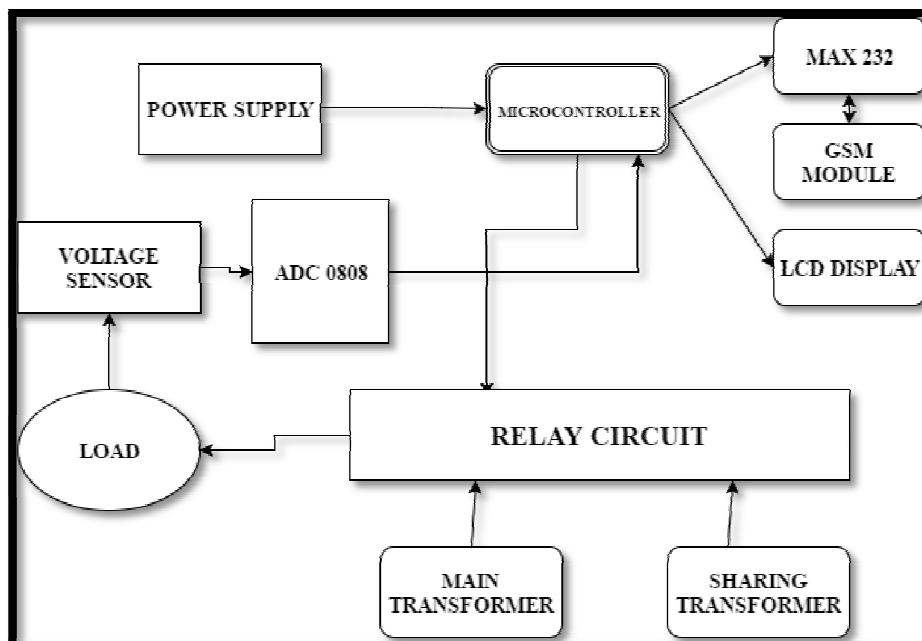 POWER SUPPLY
MICROCONTROLLER
MAX 232
GSM
MODULE
VOLTAGE
SENSOR
ADC 0808
LCD DISPLAY
LOAD
RELAY CIRCUIT
MAIN
TRANSFORMER
SHARING
TRANSFORMER